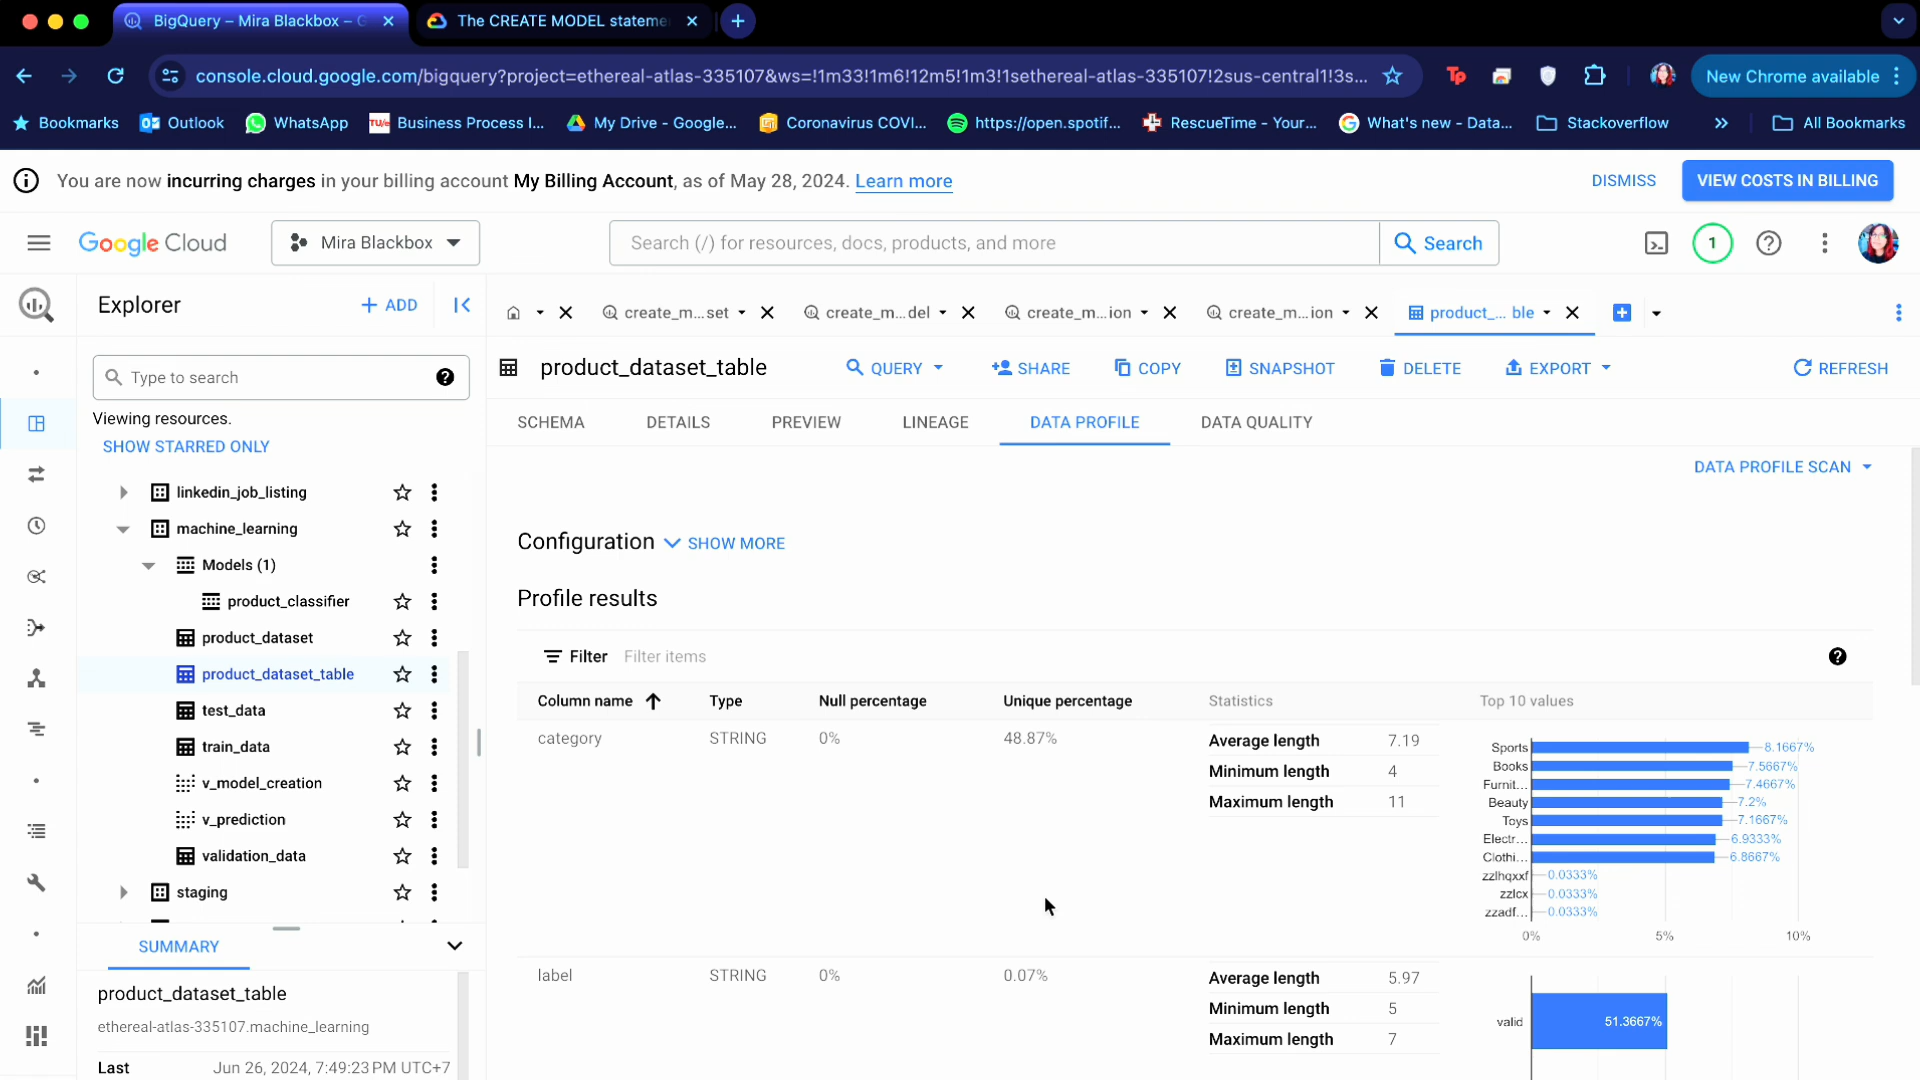 BigQuery – Mira Blackbox – G
The CREATE MODEL stateme
console.cloud.google.com/bigquery?project=ethereal-atlas-335107&ws=!1m33!1m6!12m5!1m3!1sethereal-atlas-335107!2sus-central1!3s...
New Chrome available
Bookmarks
Outlook
WhatsApp
Business Process I...
My Drive - Google...
Coronavirus COVI...
https://open.spotif...
RescueTime - Your...
What's new - Data...
Stackoverflow
All Bookmarks
You are now incurring charges in your billing account My Billing Account, as of May 28, 2024. Learn more
DISMISS
VIEW COSTS IN BILLING
Google Cloud
Mira Blackbox
Search (/) for resources, docs, products, and more
Search
1
Explorer
+ ADD
create_m...set
create_m...del
create_m...ion
create_m...ion
product_... ble
Type to search
Viewing resources.
SHOW STARRED ONLY
linkedin_job_listing
machine_learning
Models (1)
product_classifier
product_dataset
product_dataset_table
test_data
train_data
v_model_creation
v_prediction
validation_data
staging
SUMMARY
product_dataset_table
ethereal-atlas-335107.machine_learning
Last Jun 26, 2024, 7:49:23 PM UTC+7
product_dataset_table
QUERY
SHARE
COPY
SNAPSHOT
DELETE
EXPORT
REFRESH
SCHEMA
DETAILS
PREVIEW
LINEAGE
DATA PROFILE
DATA QUALITY
DATA PROFILE SCAN
Configuration SHOW MORE
Profile results
Filter Filter items
Column name Type Null percentage Unique percentage Statistics Top 10 values
category STRING 0% 48.87%
Average length 7.19
Minimum length 4
Maximum length 11
Sports 8.1667%
Books 7.5667%
Furnit... 7.4667%
Beauty 7.2%
Toys 7.1667%
Electr... 6.9333%
Clothi... 6.8667%
zzlhqxxf 0.0333%
zzlcx 0.0333%
zzadf... 0.0333%
0% 5% 10%
label STRING 0% 0.07%
Average length 5.97
Minimum length 5
Maximum length 7
valid 51.3667%